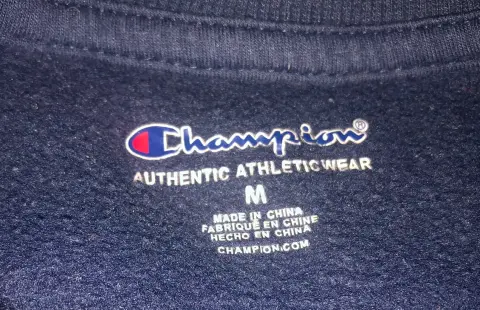 Champion®
AUTHENTIC ATHLETICWEAR
M
MADE IN CHINA
FABRIQUÉ EN CHINE
HECHO EN CHINA
CHAMPION.COM